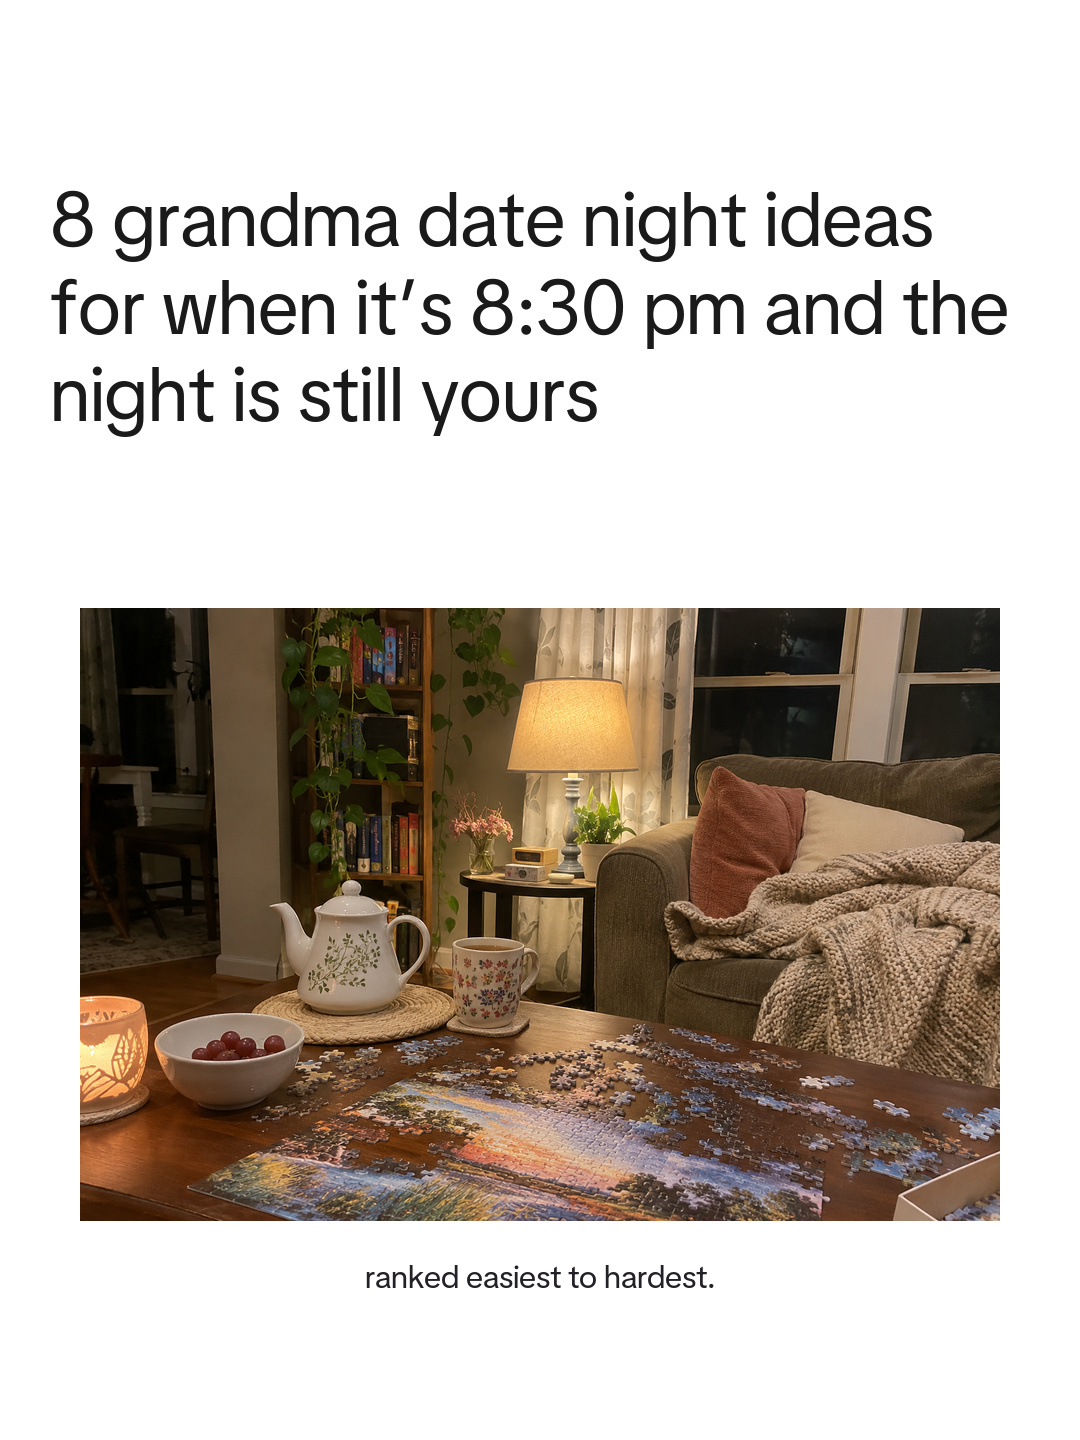 8 grandma date night ideas
for when it’s 8:30 pm and the
night is still yours
ranked easiest to hardest.